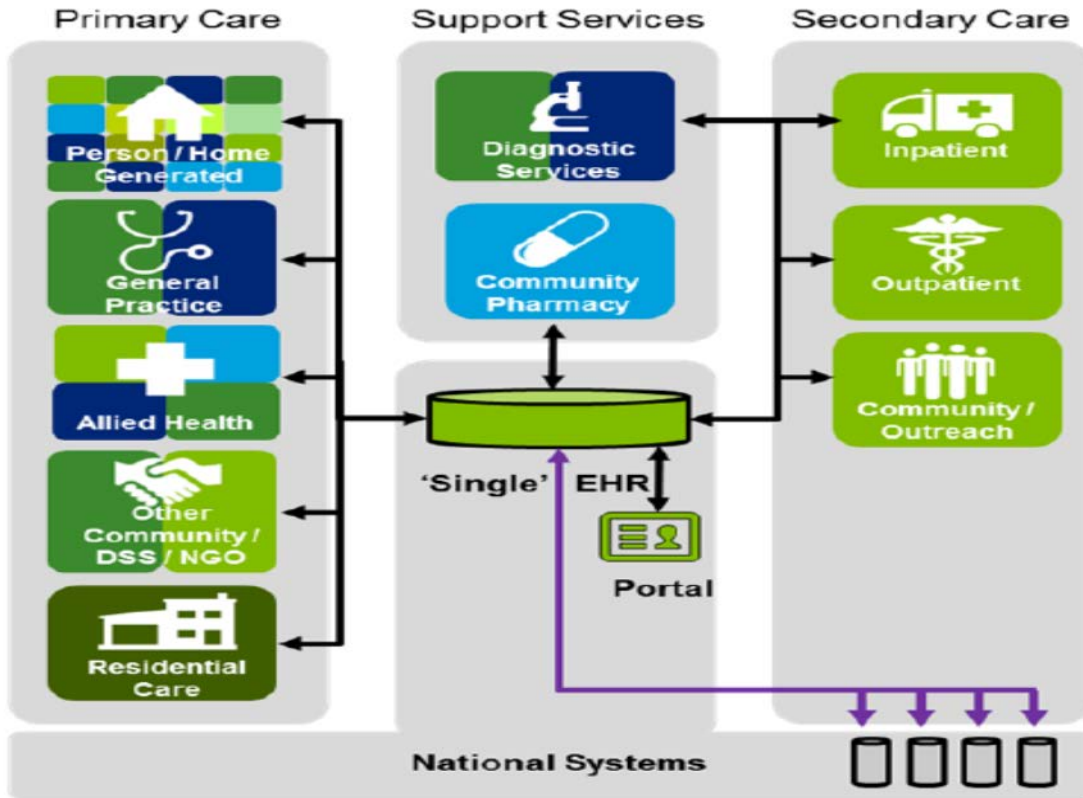 Primary Care
Support Services
Secondary Care
Person / Home
Generated
General
Practice
Allied Health
Other
Community /
DSS / NGO
Residential
Care
Diagnostic
Services
Community
Pharmacy
'Single' EHR
Portal
Inpatient
Outpatient
Community /
Outreach
National Systems